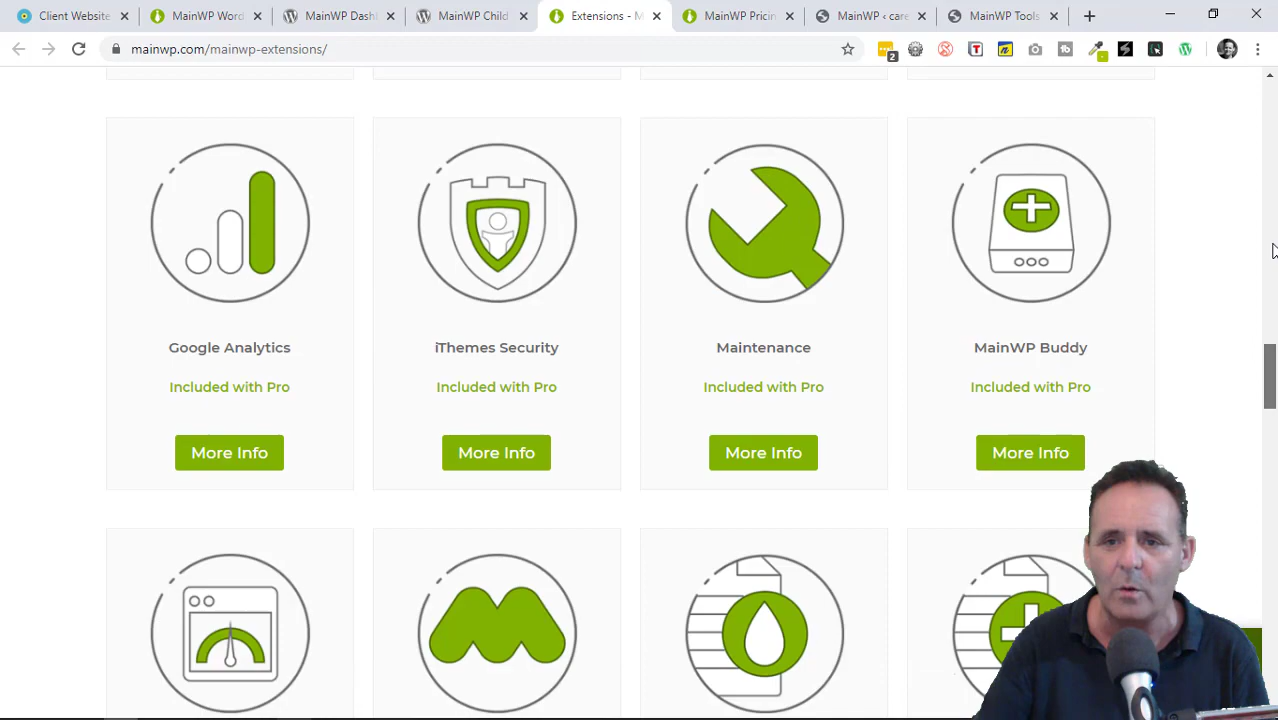 Client Website
MainWP Word
MainWP Dash
MainWP Child
Extensions - M
MainWP Pricin
MainWP ‹ care
MainWP Tools
mainwp.com/mainwp-extensions/
2
Google Analytics
iThemes Security
Maintenance
MainWP Buddy
Included with Pro
Included with Pro
Included with Pro
Included with Pro
More Info
More Info
More Info
More Info